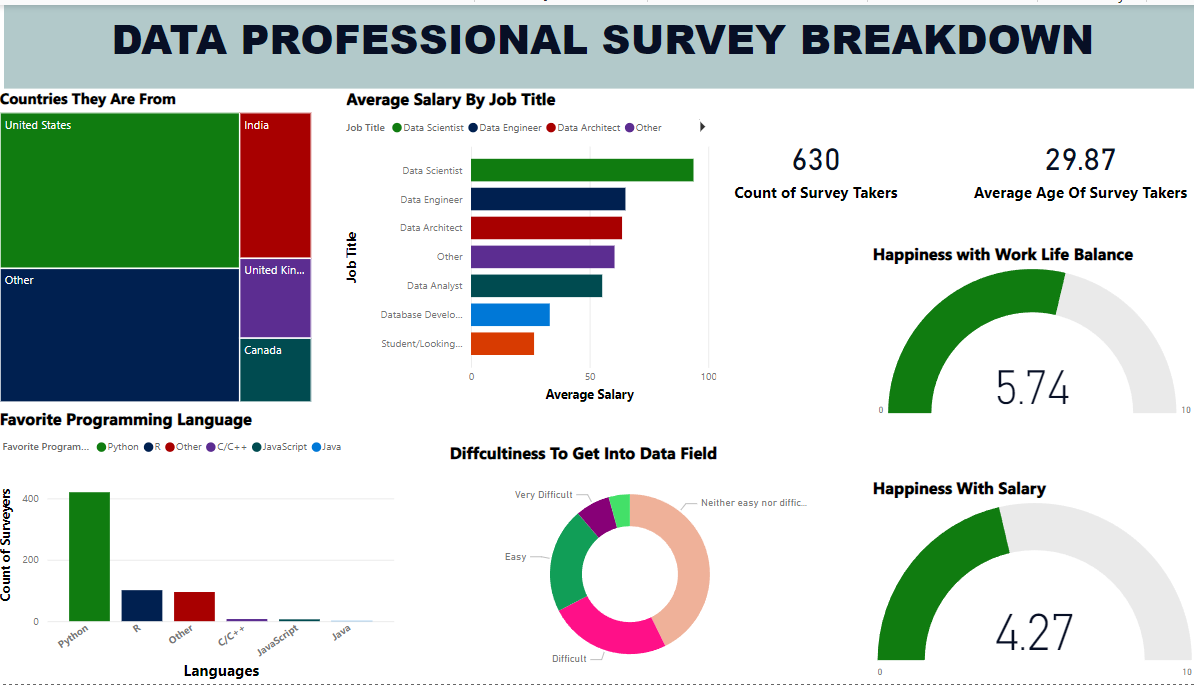 DATA PROFESSIONAL SURVEY BREAKDOWN
Countries They Are From
United States
India
Other
United Kin...
Canada
Average Salary By Job Title
Job Title Data Scientist Data Engineer Data Architect Other
Job Title
Data Scientist
Data Engineer
Data Architect
Other
Data Analyst
Database Develo...
Student/Looking...
0 50 100
Average Salary
630
Count of Survey Takers
29.87
Average Age Of Survey Takers
Happiness with Work Life Balance
5.74
0 10
Favorite Programming Language
Favorite Program... Python R Other C/C++ JavaScript Java
Count of Surveyers
400
200
0
Python R Other C/C++ JavaScript Java
Languages
Diffcultiness To Get Into Data Field
Very Difficult
Neither easy nor diffic...
Easy
Difficult
Happiness With Salary
4.27
0 10